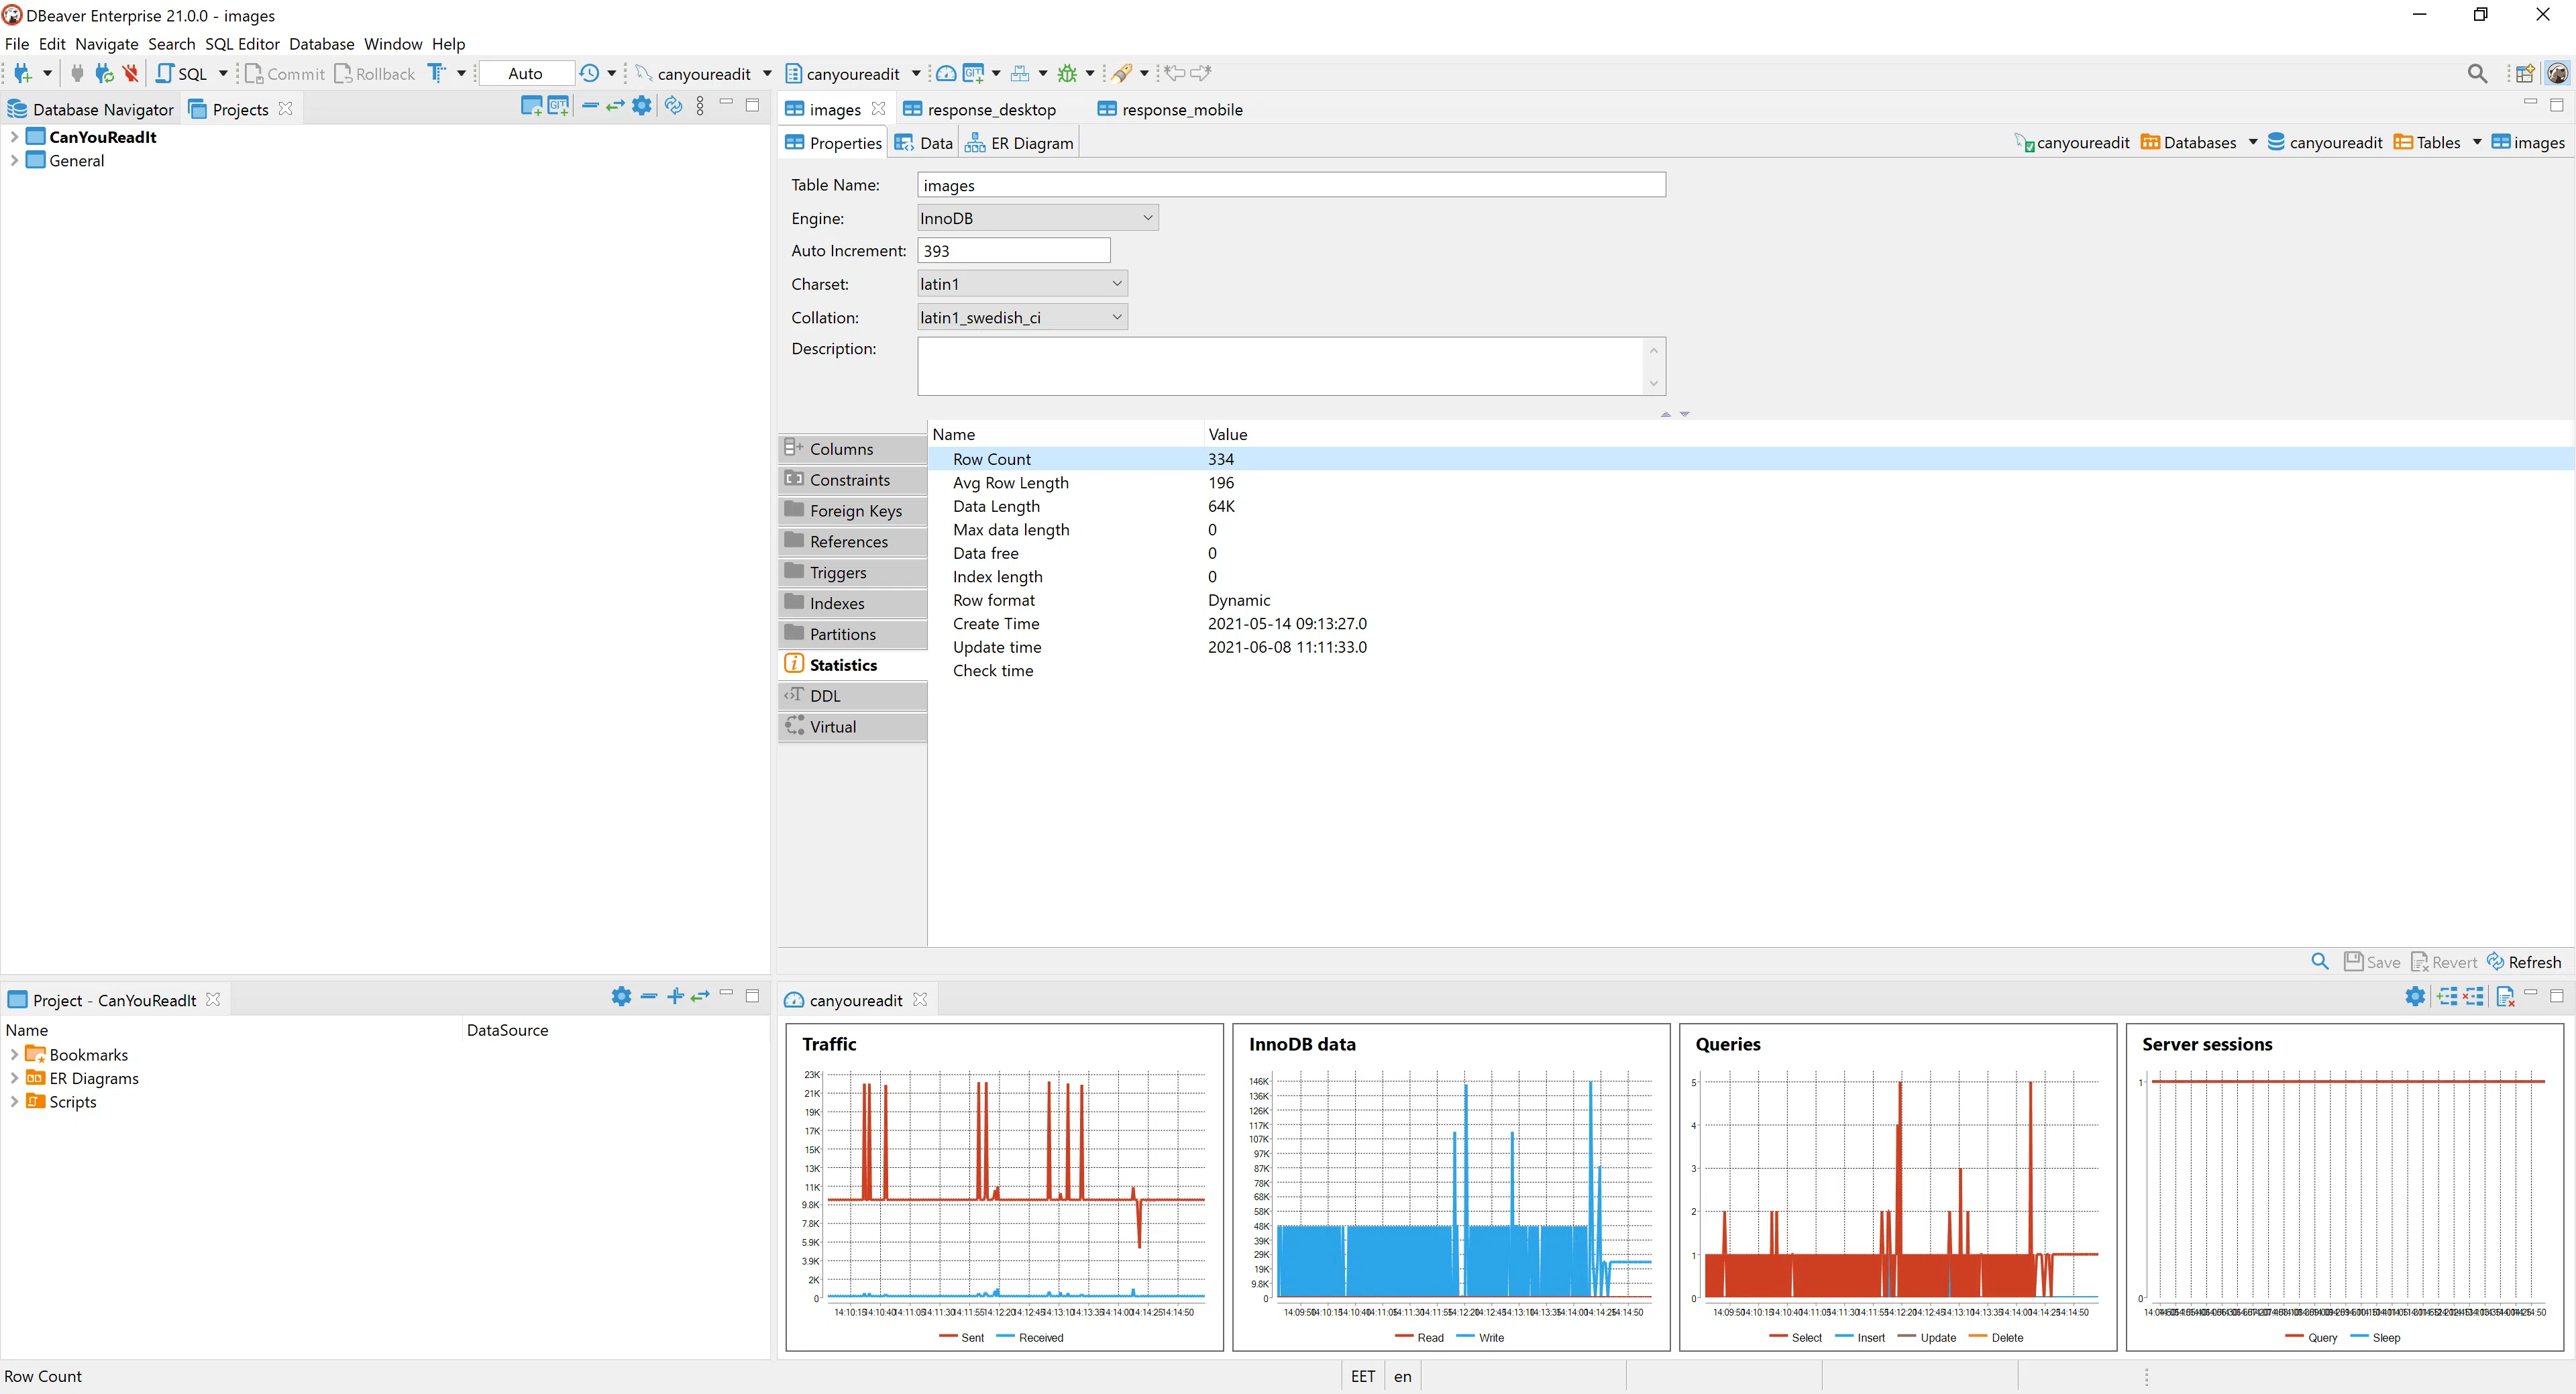 DBeaver Enterprise 21.0.0 - images
File Edit Navigate Search SQL Editor Database Window Help
SQL Commit Rollback Auto canyoureadit canyoureadit
Database Navigator Projects
CanYouReadIt
General
images response_desktop response_mobile
Properties Data ER Diagram canyoureadit Databases canyoureadit Tables images
Table Name: images
Engine: InnoDB
Auto Increment: 393
Charset: latin1
Collation: latin1_swedish_ci
Description:
Columns
Constraints
Foreign Keys
References
Triggers
Indexes
Partitions
Statistics
DDL
Virtual
Name Value
Row Count 334
Avg Row Length 196
Data Length 64K
Max data length 0
Data free 0
Index length 0
Row format Dynamic
Create Time 2021-05-14 09:13:27.0
Update time 2021-06-08 11:11:33.0
Check time
Save Revert Refresh
Project - CanYouReadIt
Name DataSource
Bookmarks
ER Diagrams
Scripts
canyoureadit
Traffic
23K
21K
19K
17K
15K
13K
11K
9.8K
7.8K
5.9K
3.9K
2K
0
Sent Received
InnoDB data
146K
136K
126K
117K
107K
97K
87K
78K
68K
58K
48K
39K
29K
19K
9.8K
0
Read Write
Queries
5
4
3
2
1
0
Select Insert Update Delete
Server sessions
1
0
Query Sleep
Row Count EET en